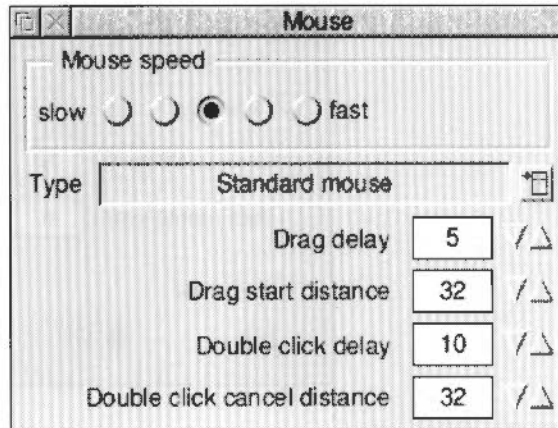 Mouse
Mouse speed
slow fast
Type Standard mouse
Drag delay 5
Drag start distance 32
Double click delay 10
Double click cancel distance 32